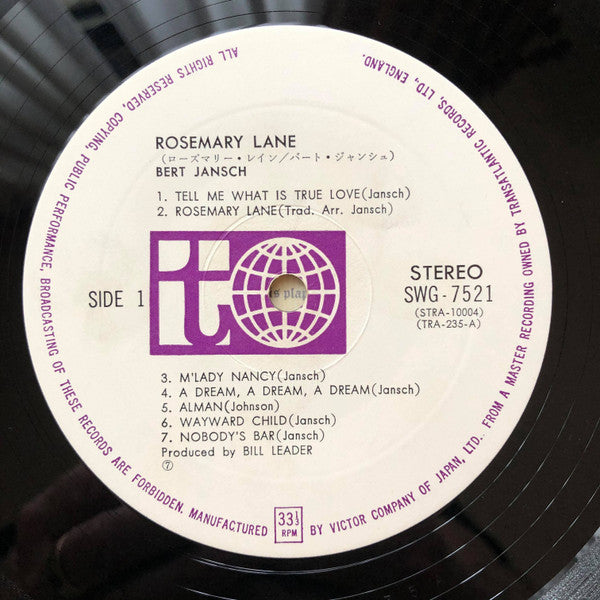 ALL RIGHTS RESERVED, COPYING, PUBLIC PERFORMANCE, BROADCASTING OF THESE RECORDS ARE FORBIDDEN. MANUFACTURED BY VICTOR COMPANY OF JAPAN, LTD. FROM A MASTER RECORDING OWNED BY TRANSATLANTIC RECORDS, LTD, ENGLAND.
ROSEMARY LANE
(ローズマリー・レイン/バート・ジャンシュ)
BERT JANSCH
1. TELL ME WHAT IS TRUE LOVE(Jansch)
2. ROSEMARY LANE(Trad. Arr. Jansch)
SIDE 1
it
STEREO
SWG-7521
(STRA-10004)
(TRA-235-A)
3. M'LADY NANCY(Jansch)
4. A DREAM, A DREAM, A DREAM(Jansch)
5. ALMAN(Johnson)
6. WAYWARD CHILD(Jansch)
7. NOBODY'S BAR(Jansch)
Produced by BILL LEADER
⑦
33⅓
RPM